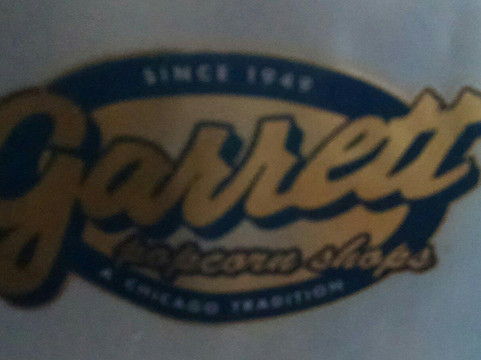 SINCE 1949
Garrett
popcorn shops
A CHICAGO TRADITION